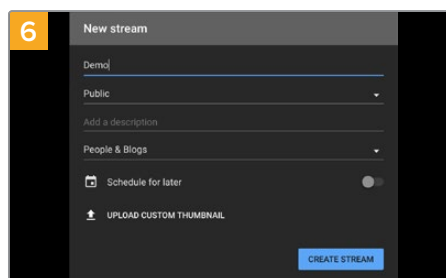 6
New stream
Demo
Public
Add a description
People & Blogs
Schedule for later
UPLOAD CUSTOM THUMBNAIL
CREATE STREAM